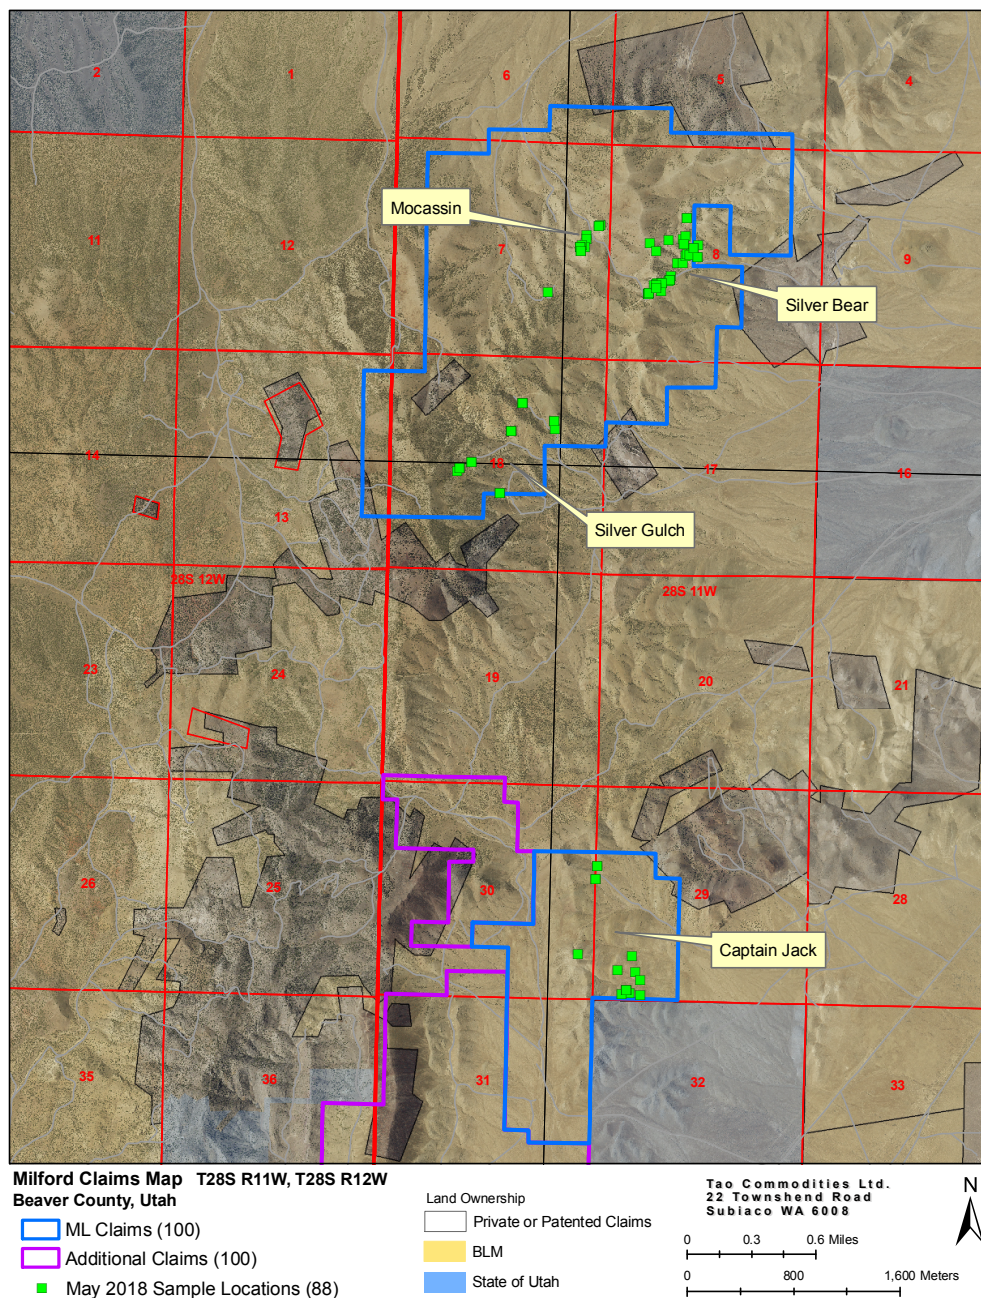 2
1
6
5
4
Mocassin
11
12
7
8
9
Silver Bear
14
13
18
17
16
Silver Gulch
28S 12W
28S 11W
23
24
19
20
21
26
25
30
29
28
Captain Jack
35
36
31
32
33
Milford Claims Map T28S R11W, T28S R12W
Beaver County, Utah
ML Claims (100)
Additional Claims (100)
May 2018 Sample Locations (88)
Land Ownership
Private or Patented Claims
BLM
State of Utah
Tao Commodities Ltd.
22 Townshend Road
Subiaco WA 6008
0 0.3 0.6 Miles
0 800 1,600 Meters
N